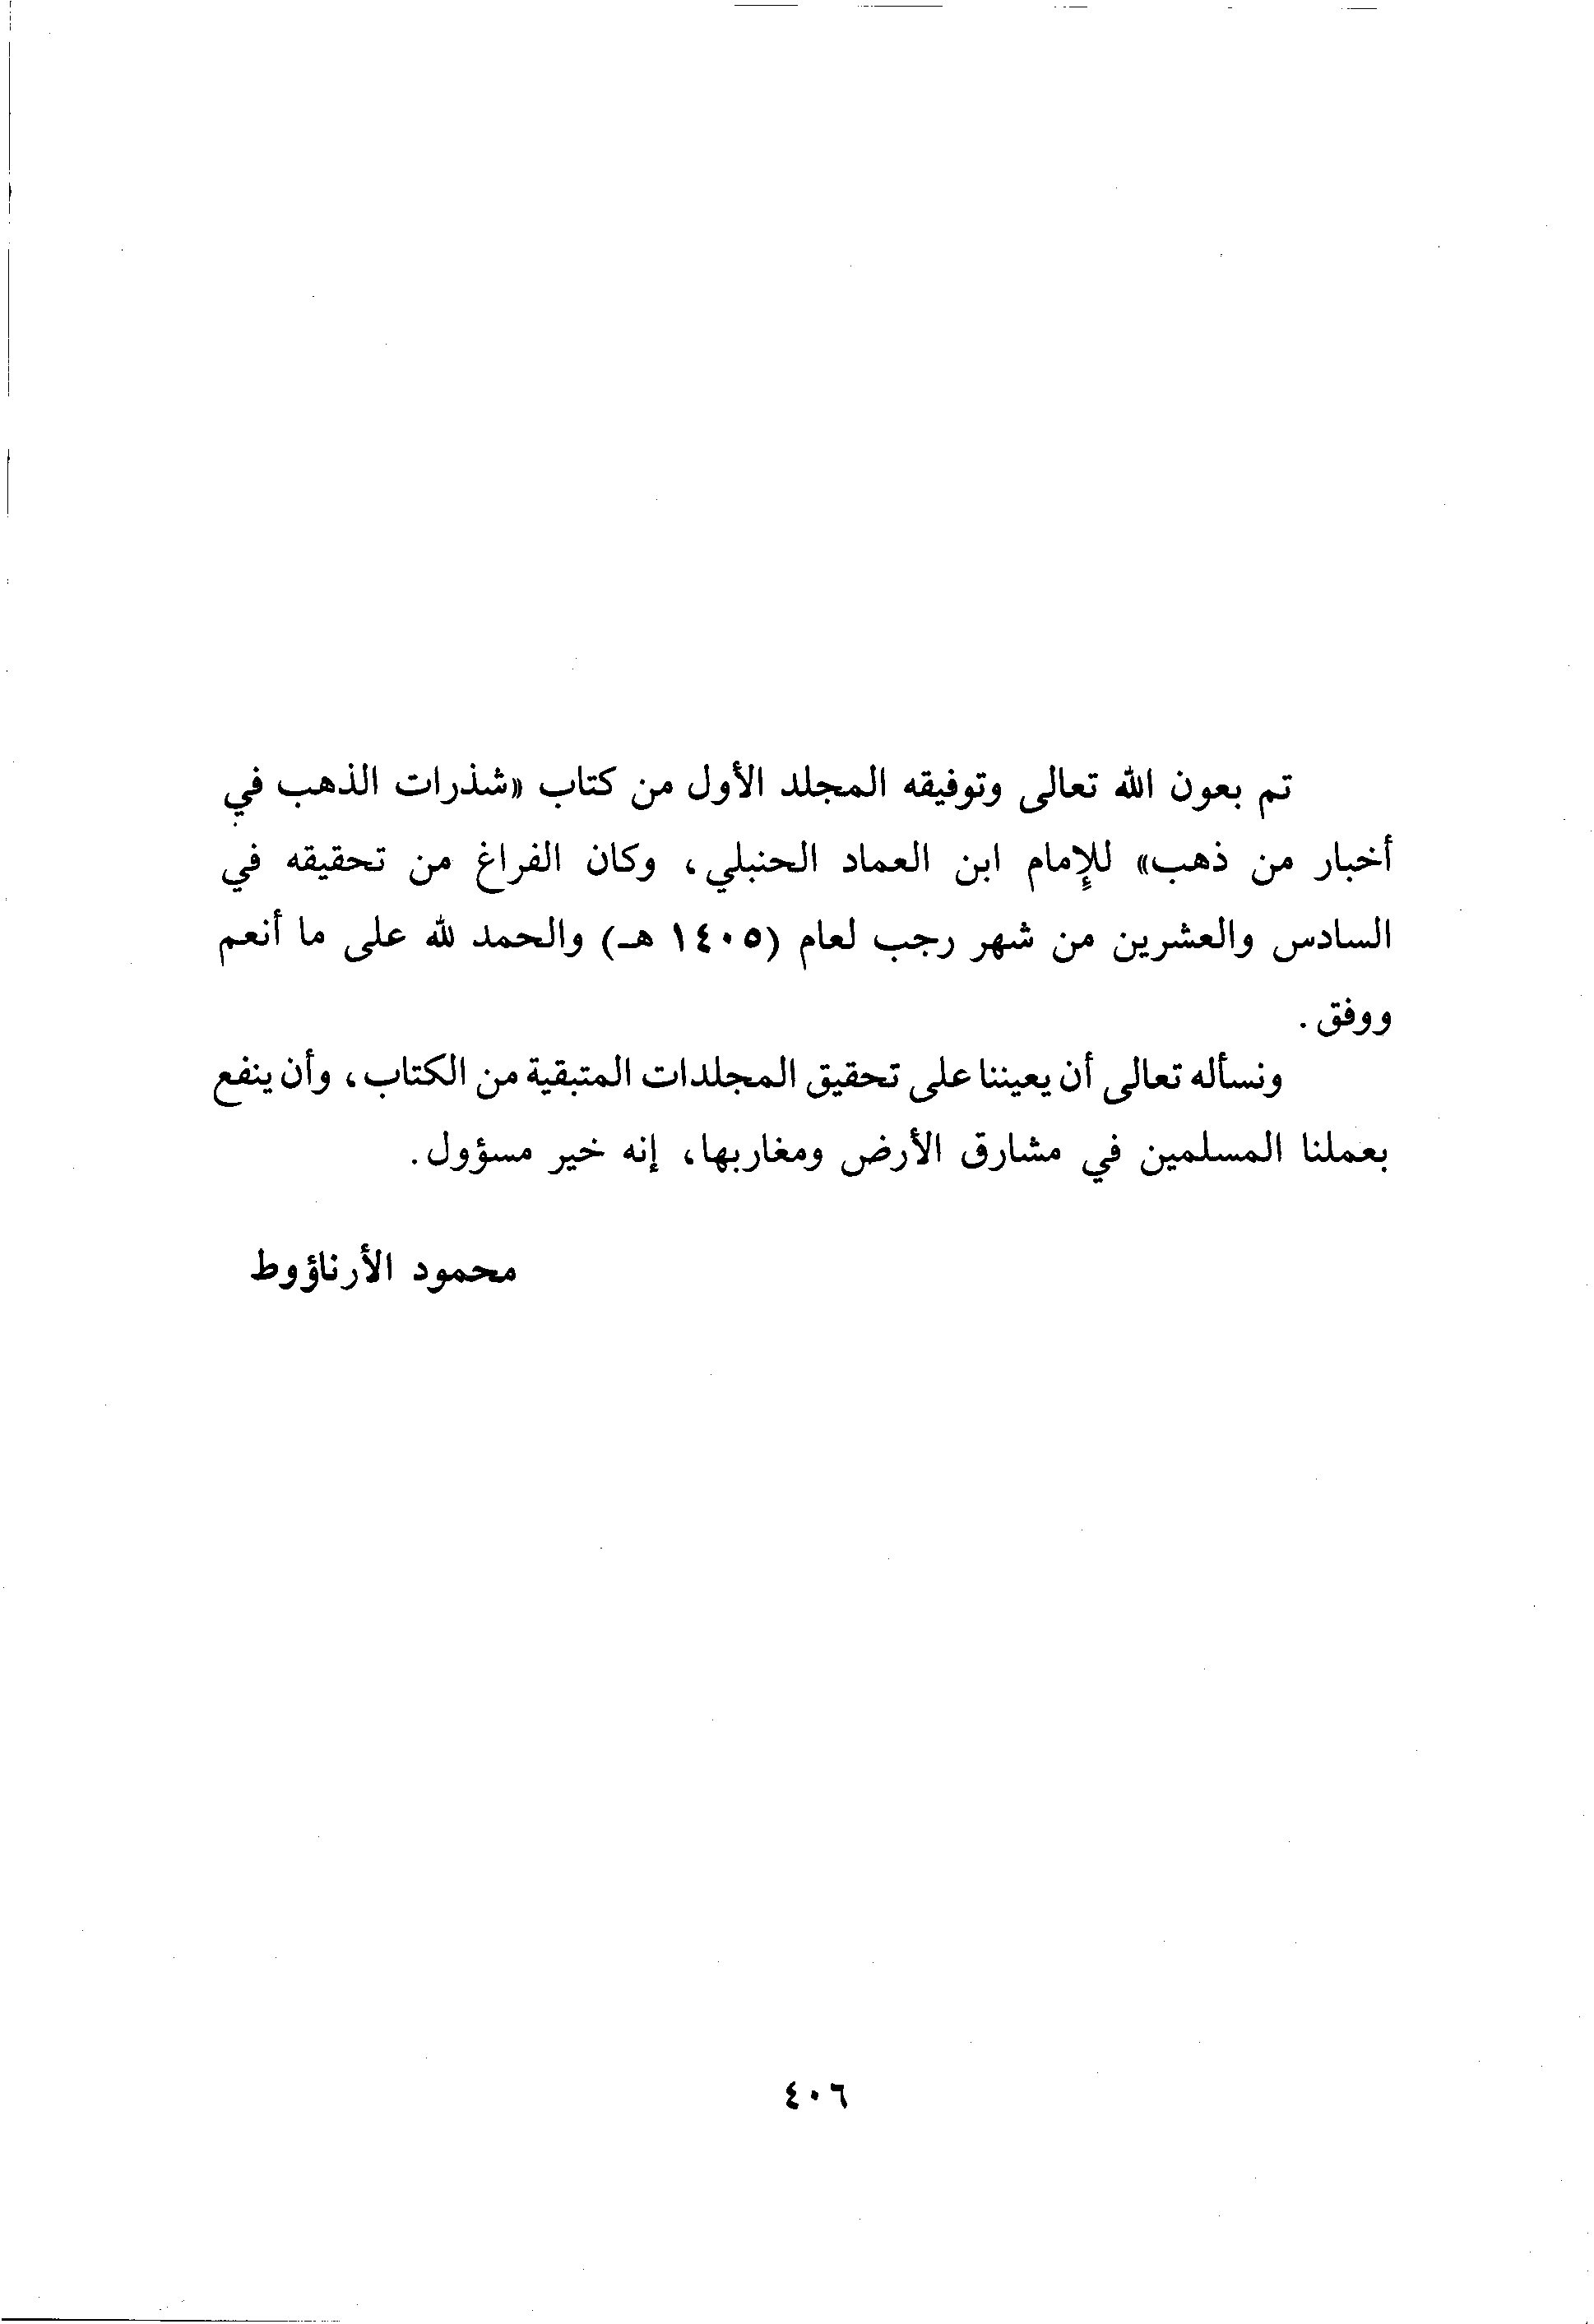 تم بعون الله تعالى وتوفيقه المجلد الأول من كتاب «شذرات الذهب في
أخبار من ذهب» للإمام ابن العماد الحنبلي، وكان الفراغ من تحقيقه في
السادس والعشرين من شهر رجب لعام (١٤٠٥ هـ) والحمد لله على ما أنعم
ووفق.
ونسأله تعالى أن يعيننا على تحقيق المجلدات المتبقية من الكتاب، وأن ينفع
بعملنا المسلمين في مشارق الأرض ومغاربها، إنه خير مسؤول.
محمود الأرناؤوط
٤٠٦